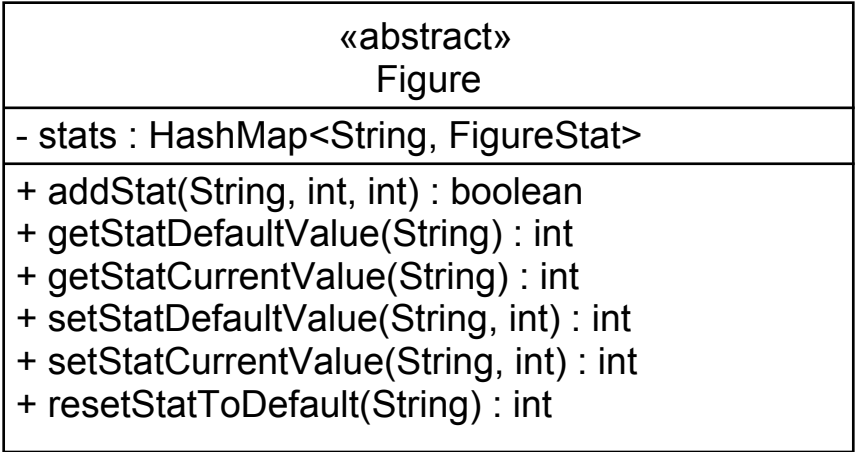 «abstract»
Figure
- stats : HashMap<String, FigureStat>
+ addStat(String, int, int) : boolean
+ getStatDefaultValue(String) : int
+ getStatCurrentValue(String) : int
+ setStatDefaultValue(String, int) : int
+ setStatCurrentValue(String, int) : int
+ resetStatToDefault(String) : int